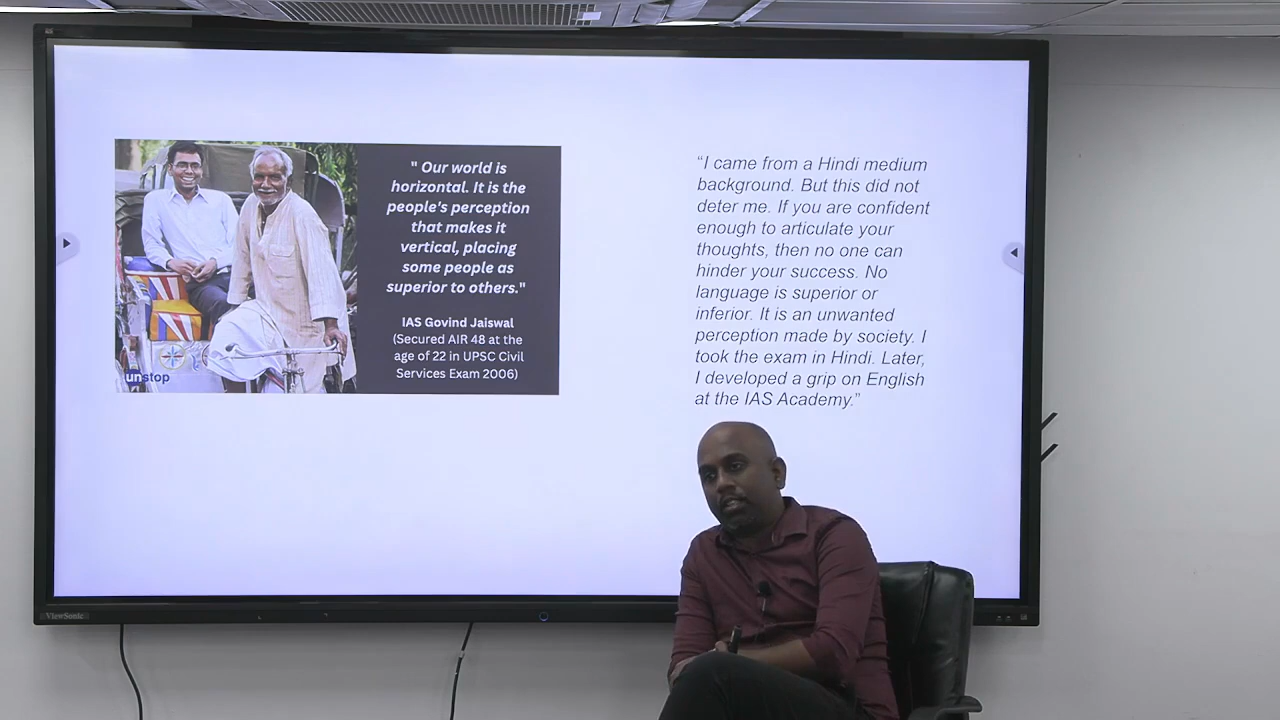 " Our world is
horizontal. It is the
people's perception
that makes it
vertical, placing
some people as
superior to others."
IAS Govind Jaiswal
(Secured AIR 48 at the
age of 22 in UPSC Civil
Services Exam 2006)
unstop
“I came from a Hindi medium
background. But this did not
deter me. If you are confident
enough to articulate your
thoughts, then no one can
hinder your success. No
language is superior or
inferior. It is an unwanted
perception made by society. I
took the exam in Hindi. Later,
I developed a grip on English
at the IAS Academy.”
ViewSonic